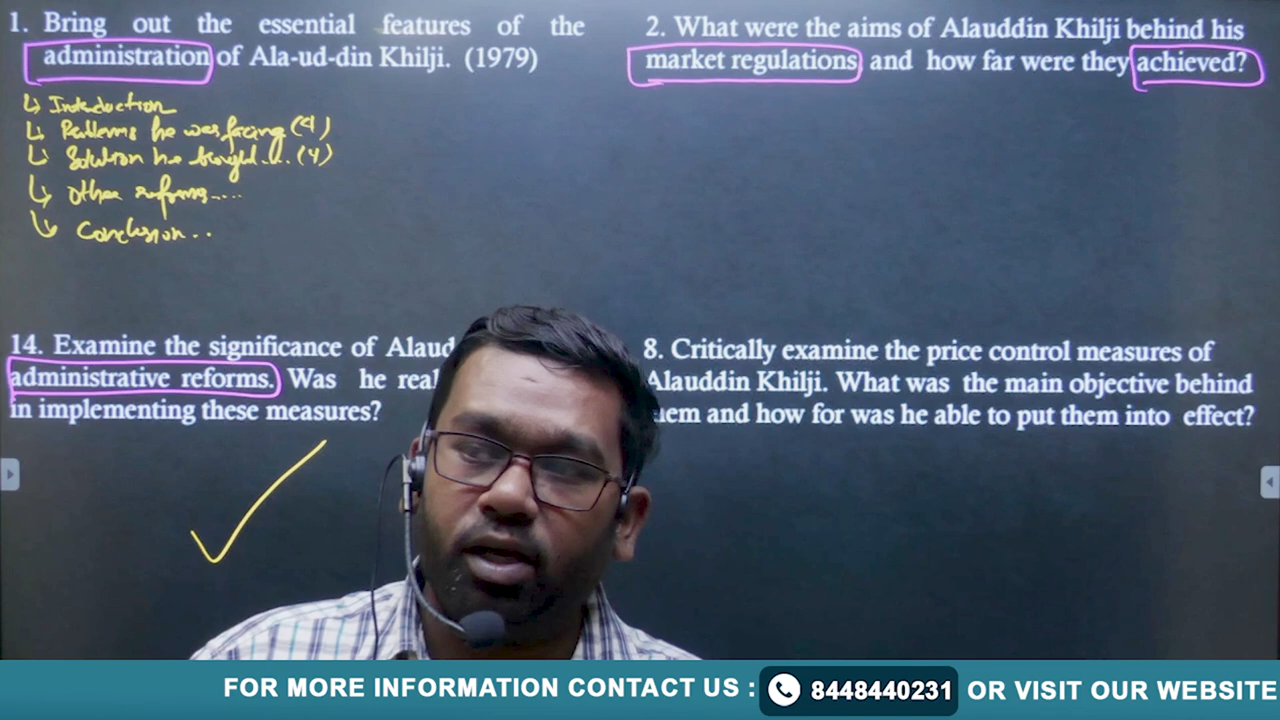 1. Bring out the essential features of the
administration of Ala-ud-din Khilji. (1979)
↳ Introduction
↳ Problems he was facing (4)
↳ Solution he .... (4)
↳ Other reforms....
↳ Conclusion..
2. What were the aims of Alauddin Khilji behind his
market regulations, and how far were they achieved?
14. Examine the significance of Alaud
administrative reforms. Was he real
in implementing these measures?
8. Critically examine the price control measures of
Alauddin Khilji. What was the main objective behind
hem and how for was he able to put them into effect?
FOR MORE INFORMATION CONTACT US : 8448440231 OR VISIT OUR WEBSITE